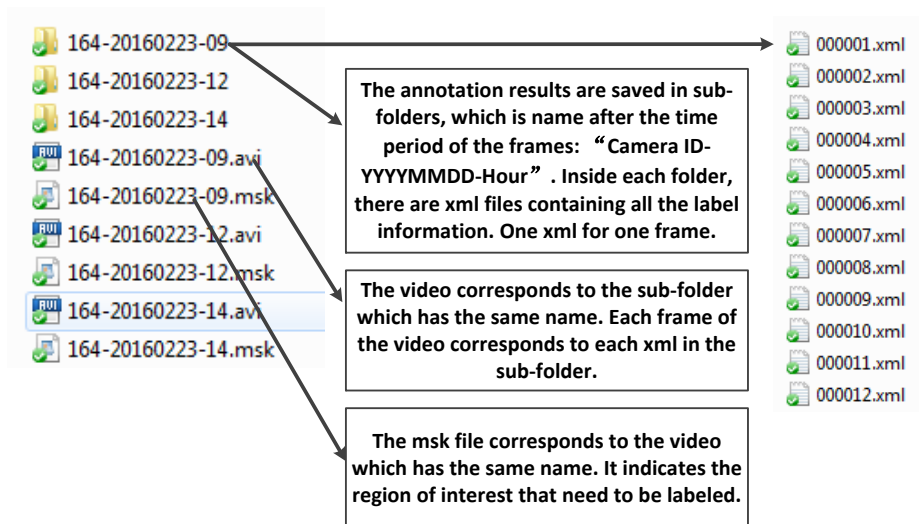 164-20160223-09
164-20160223-12
164-20160223-14
164-20160223-09.avi
164-20160223-09.msk
164-20160223-12.avi
164-20160223-12.msk
164-20160223-14.avi
164-20160223-14.msk
The annotation results are saved in sub-
folders, which is name after the time
period of the frames: “Camera ID-
YYYYMMDD-Hour”. Inside each folder,
there are xml files containing all the label
information. One xml for one frame.
The video corresponds to the sub-folder
which has the same name. Each frame of
the video corresponds to each xml in the
sub-folder.
The msk file corresponds to the video
which has the same name. It indicates the
region of interest that need to be labeled.
000001.xml
000002.xml
000003.xml
000004.xml
000005.xml
000006.xml
000007.xml
000008.xml
000009.xml
000010.xml
000011.xml
000012.xml